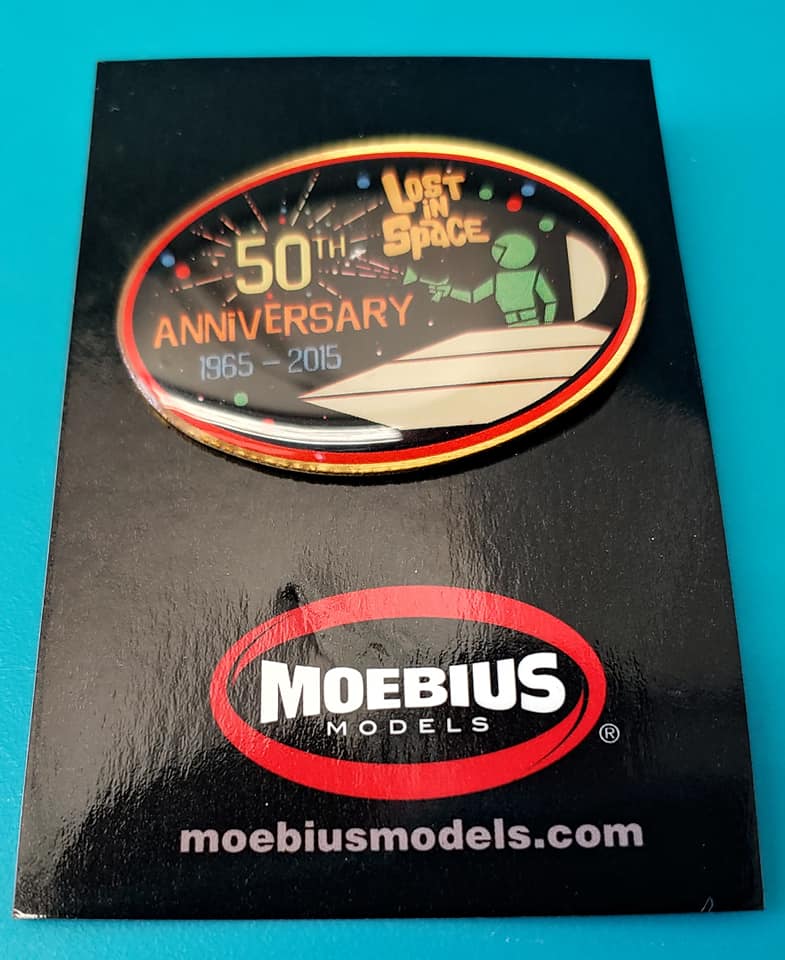 LOST
IN
SPACE
50TH
ANNiVERSARY
1965 - 2015
MOEBIUS
MODELS
®
moebiusmodels.com